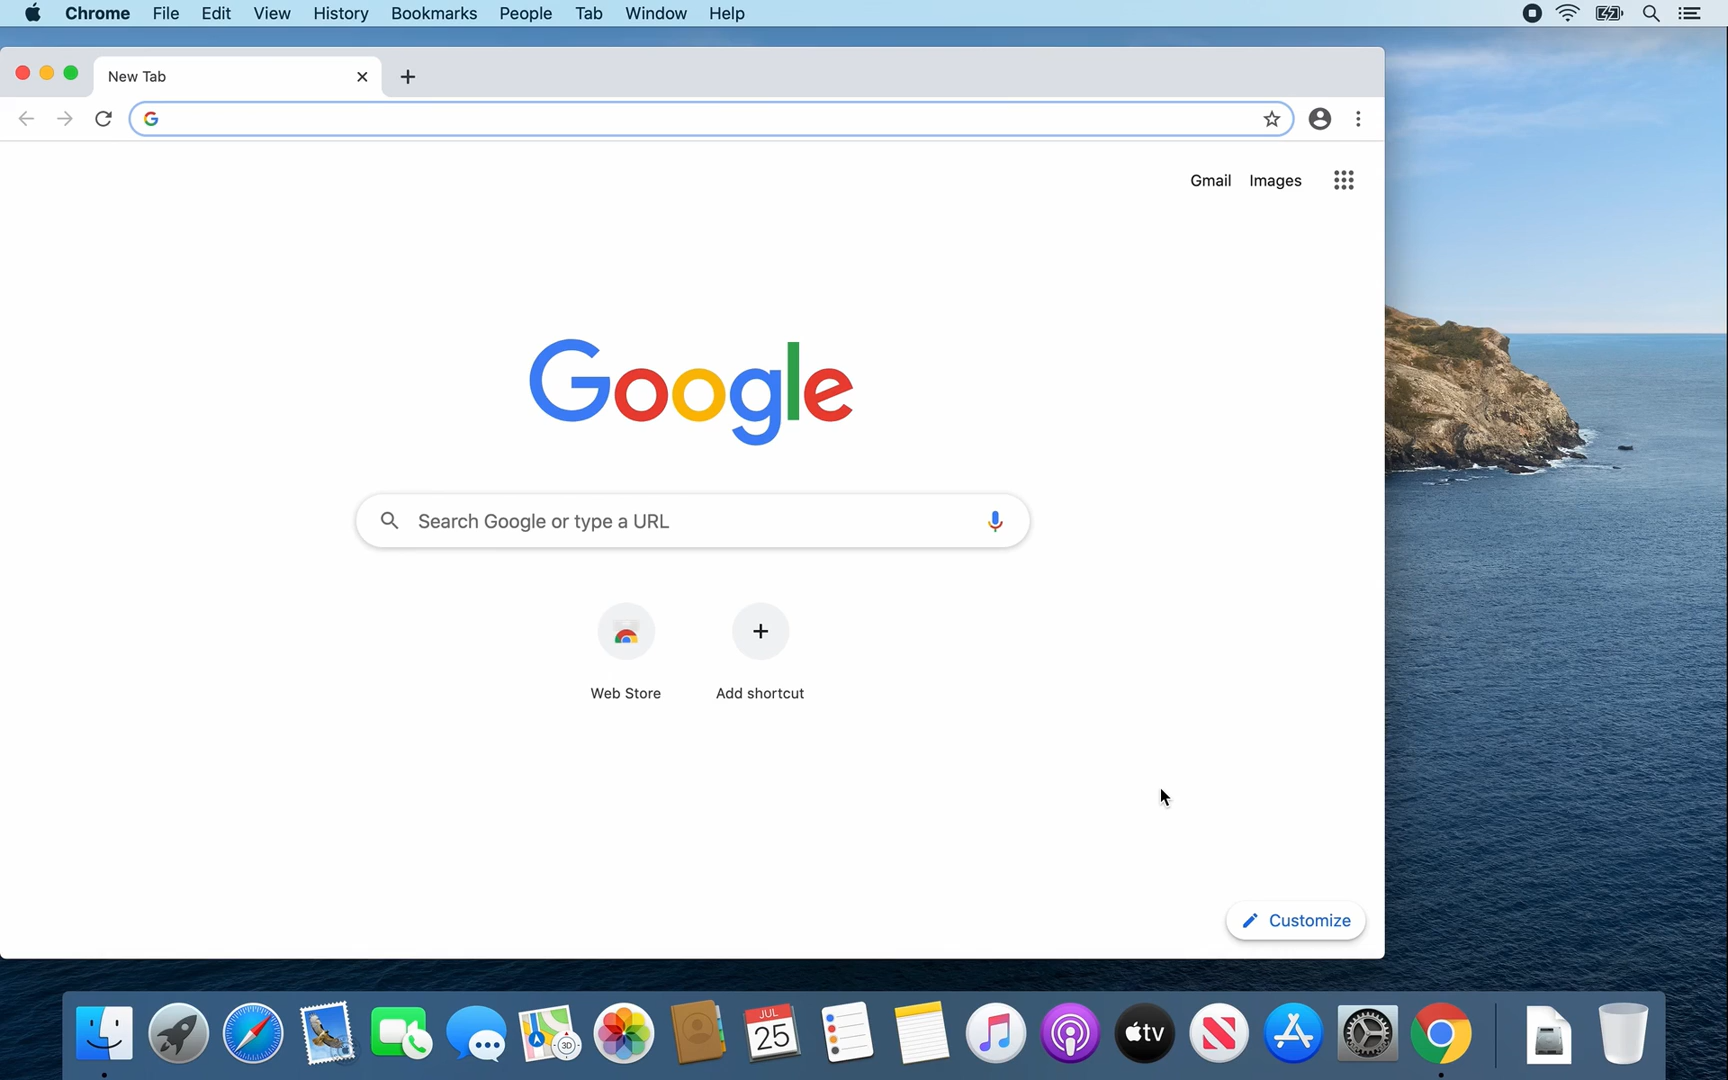 Chrome File Edit View History Bookmarks People Tab Window Help
New Tab
Gmail Images
Google
Search Google or type a URL
Web Store Add shortcut
Customize
3D
JUL
25
tv